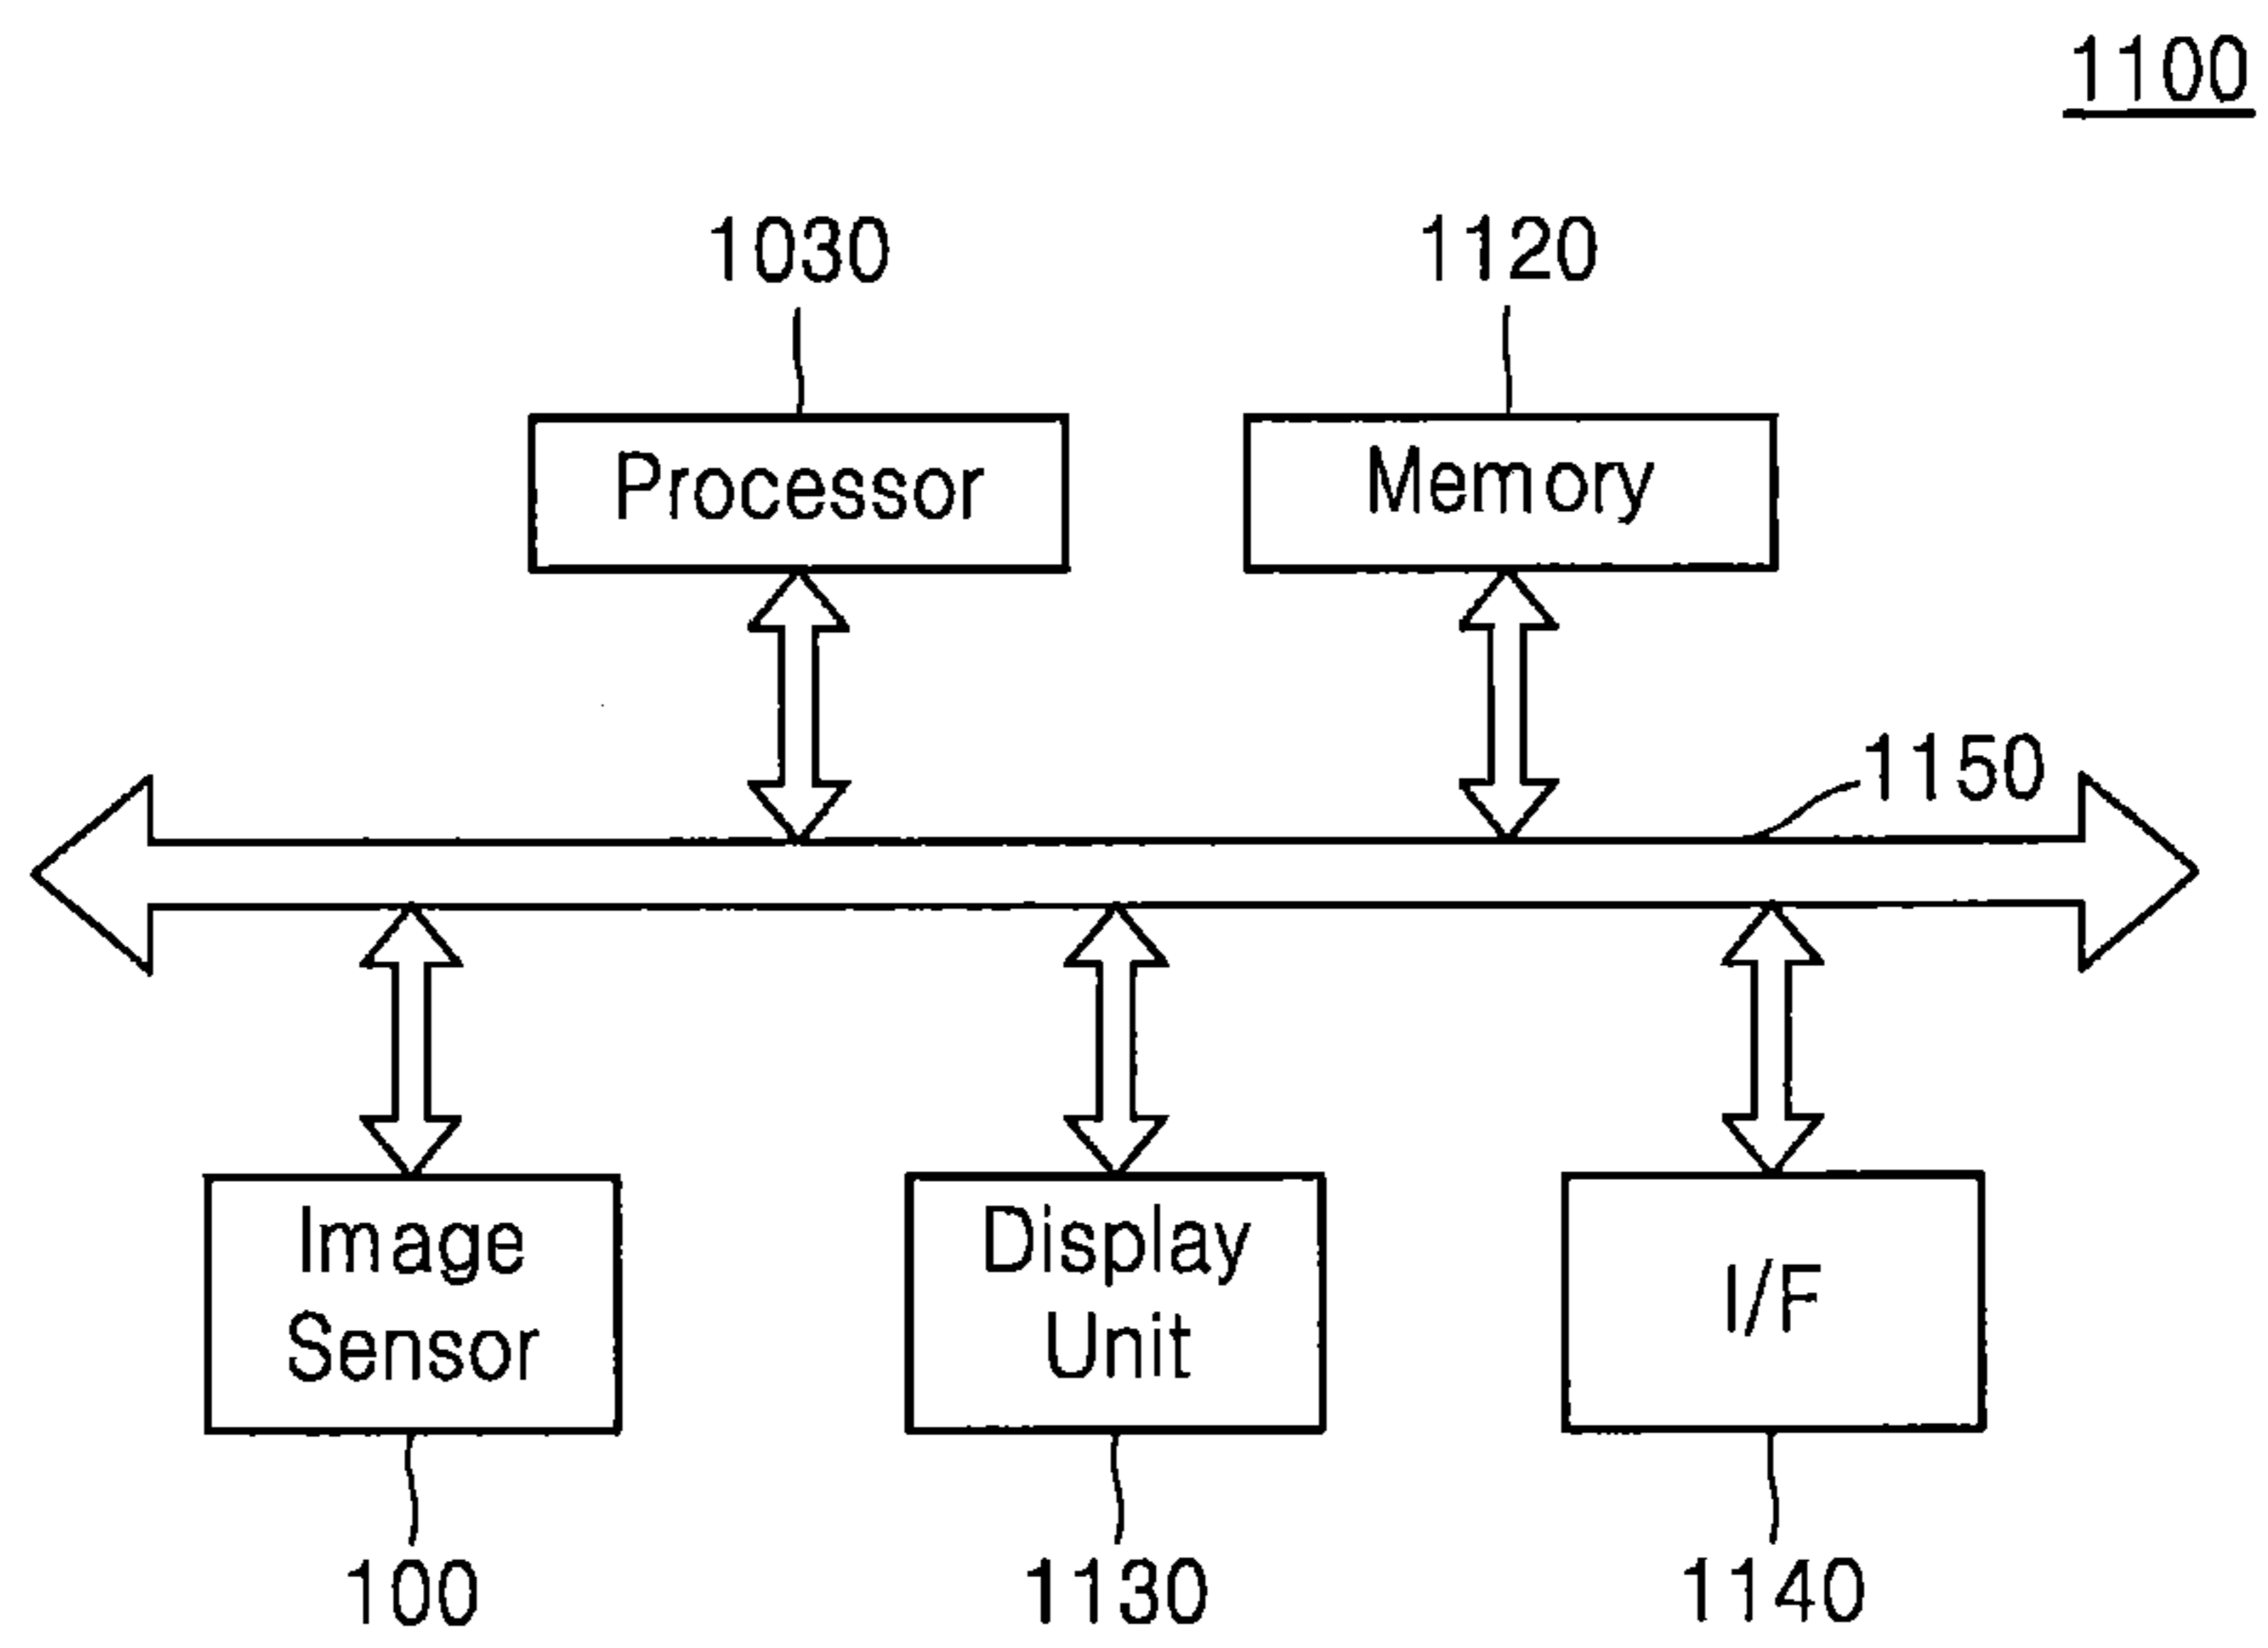 1100
1030
1120
Processor
Memory
1150
Image
Sensor
Display
Unit
I/F
100
1130
1140